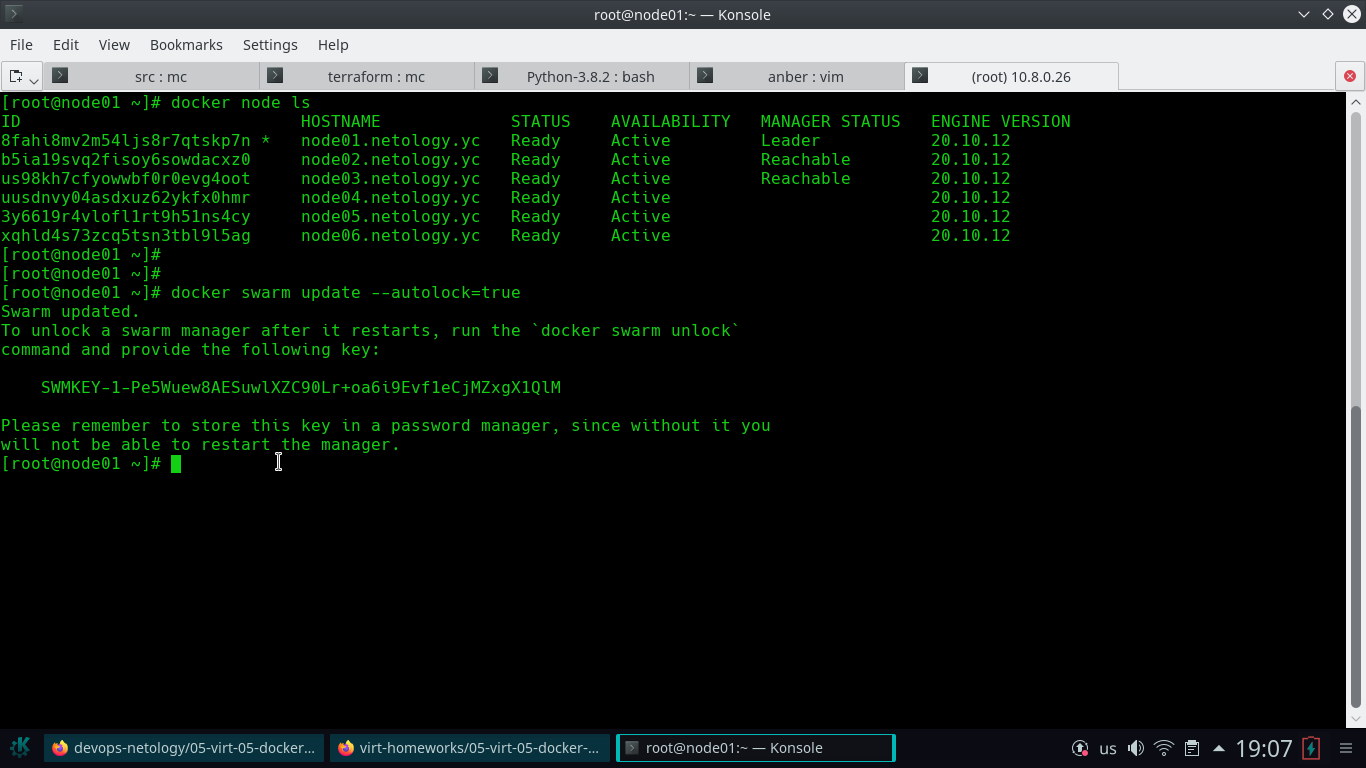 root@node01:~ — Konsole
File Edit View Bookmarks Settings Help
src : mc terraform : mc Python-3.8.2 : bash anber : vim (root) 10.8.0.26
[root@node01 ~]# docker node ls
ID HOSTNAME STATUS AVAILABILITY MANAGER STATUS ENGINE VERSION
8fahi8mv2m54ljs8r7qtskp7n * node01.netology.yc Ready Active Leader 20.10.12
b5ia19svq2fisoy6sowdacxz0 node02.netology.yc Ready Active Reachable 20.10.12
us98kh7cfyowwbf0r0evg4oot node03.netology.yc Ready Active Reachable 20.10.12
uusdnvy04asdxuz62ykfx0hmr node04.netology.yc Ready Active 20.10.12
3y6619r4vlofl1rt9h51ns4cy node05.netology.yc Ready Active 20.10.12
xqhld4s73zcq5tsn3tbl9l5ag node06.netology.yc Ready Active 20.10.12
[root@node01 ~]#
[root@node01 ~]#
[root@node01 ~]# docker swarm update --autolock=true
Swarm updated.
To unlock a swarm manager after it restarts, run the `docker swarm unlock`
command and provide the following key:
SWMKEY-1-Pe5Wuew8AESuwlXZC90Lr+oa6i9Evf1eCjMZxgX1QlM
Please remember to store this key in a password manager, since without it you
will not be able to restart the manager.
[root@node01 ~]#
devops-netology/05-virt-05-docker... virt-homeworks/05-virt-05-docker-... root@node01:~ — Konsole us 19:07